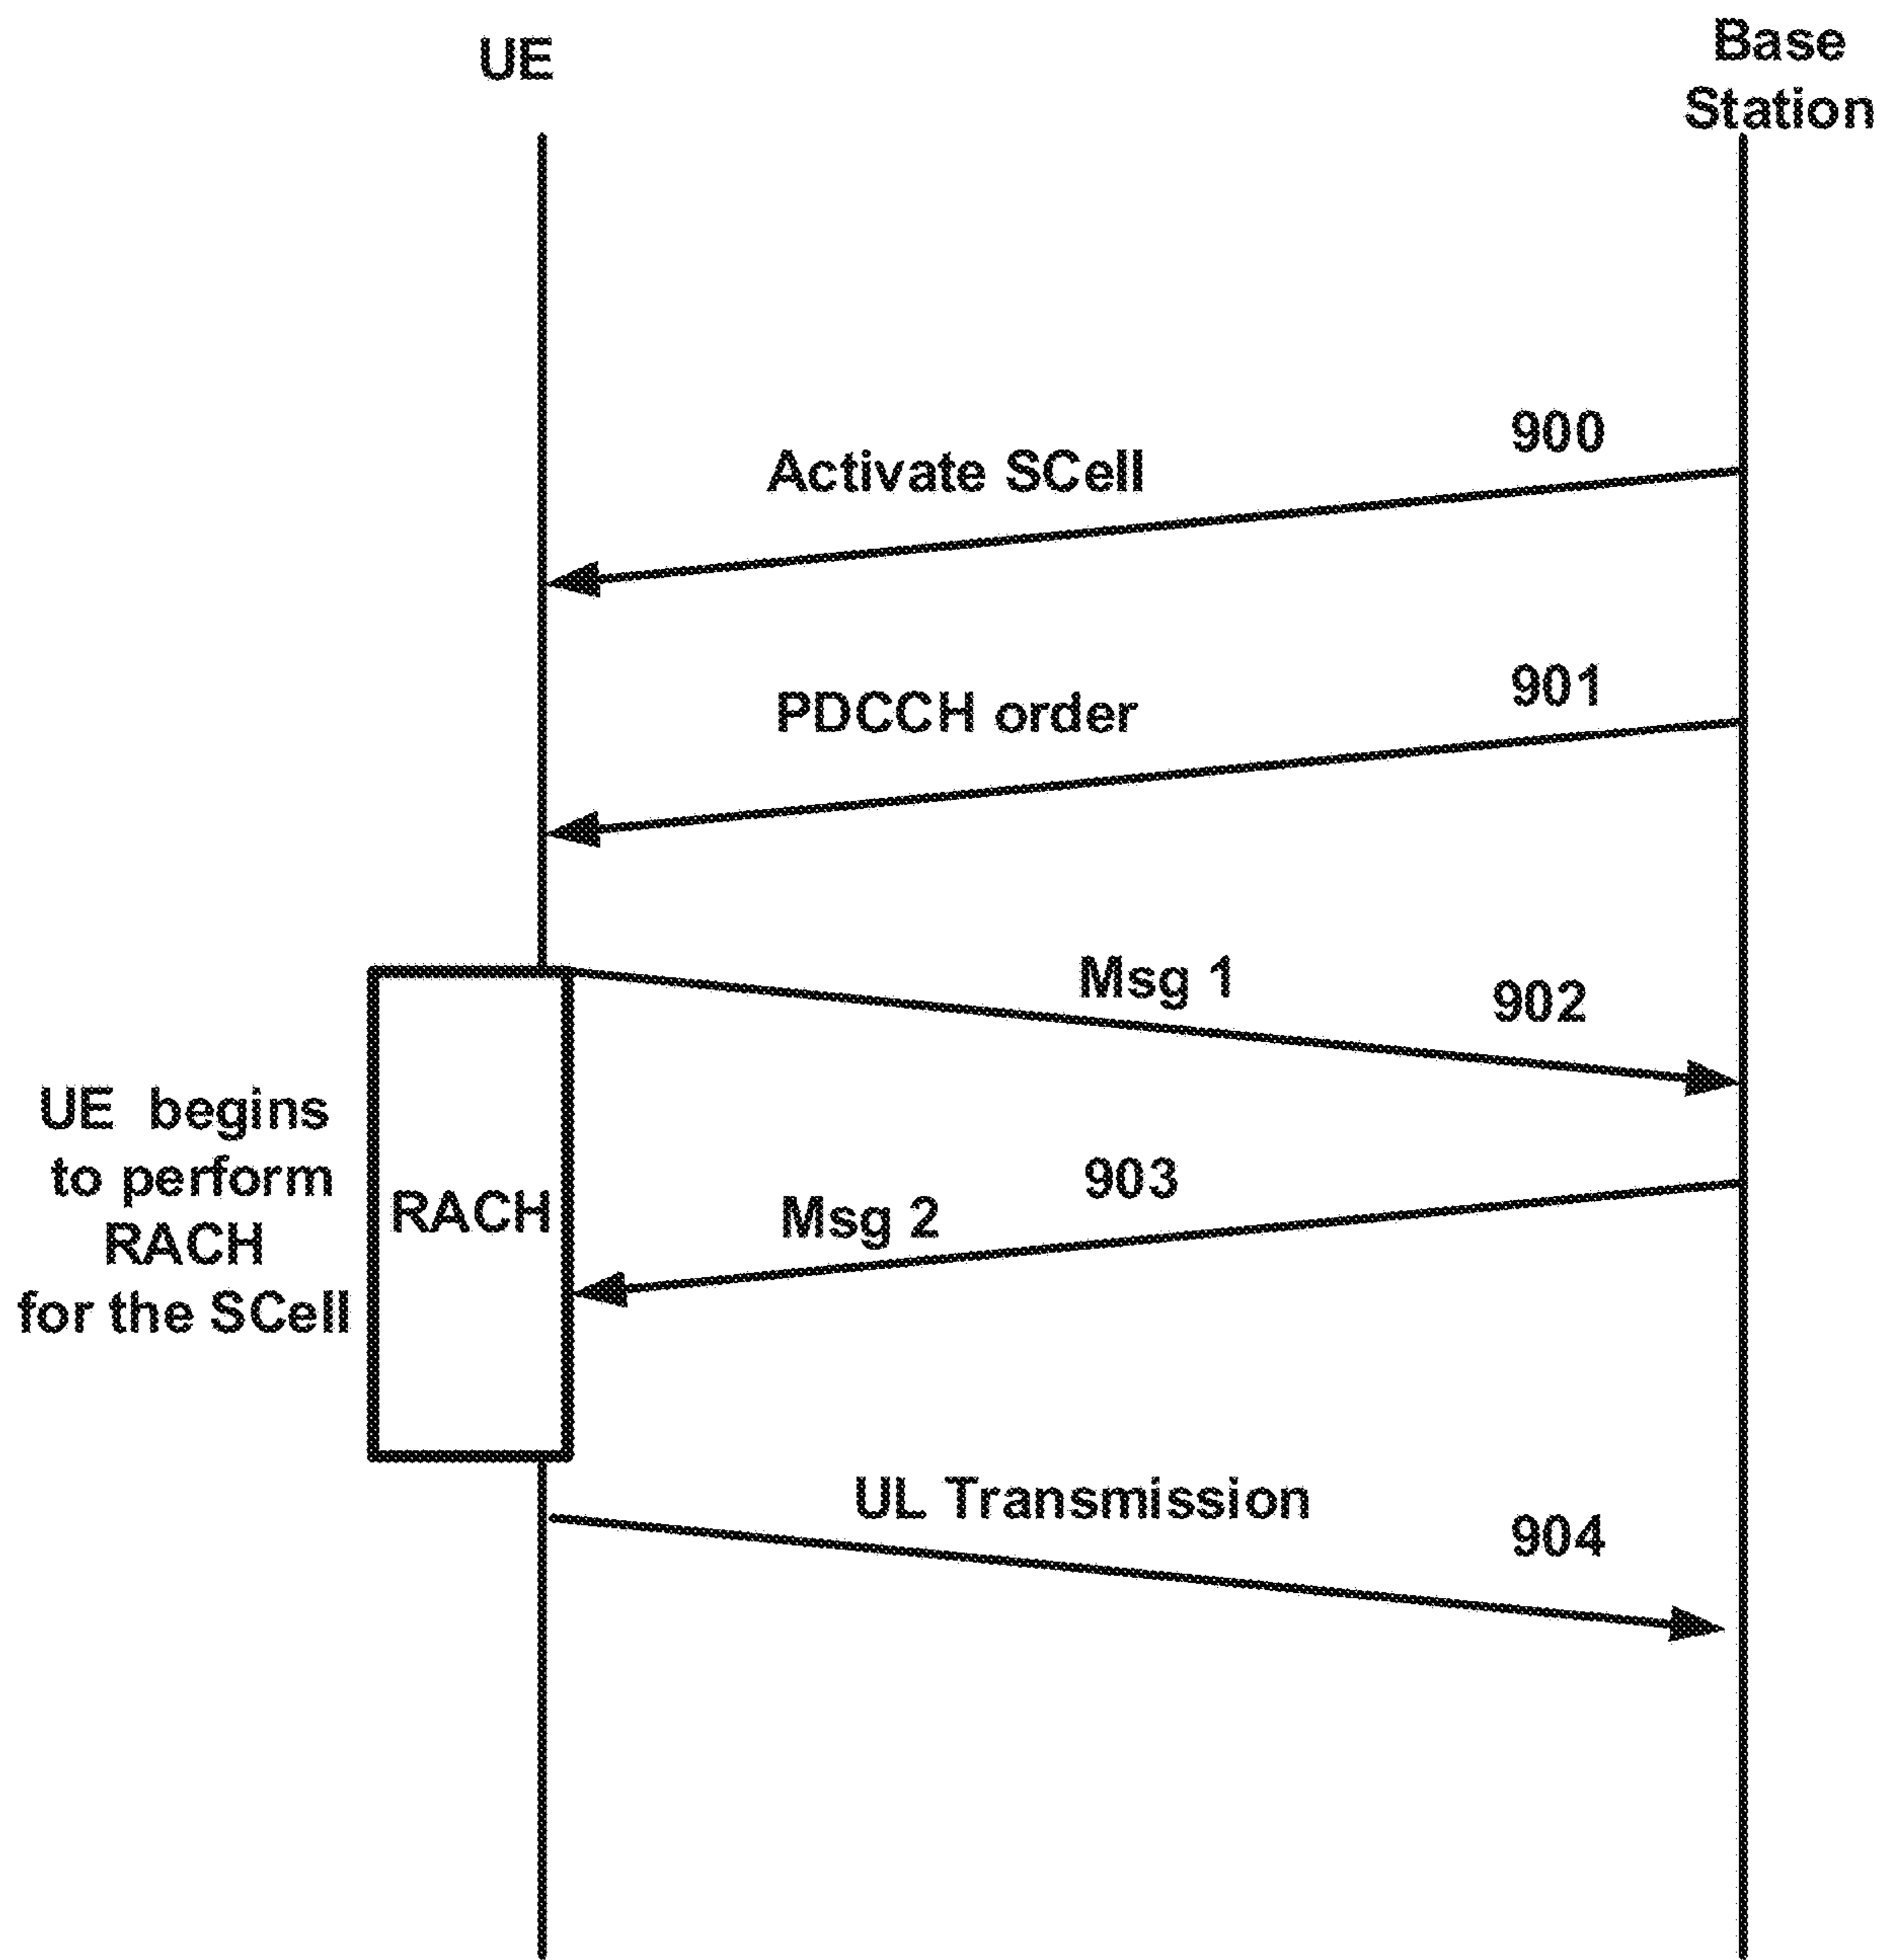 UE
Base
Station
900
Activate SCell
901
PDCCH order
Msg 1
902
UE begins
to perform
RACH
for the SCell
RACH
903
Msg 2
UL Transmission
904